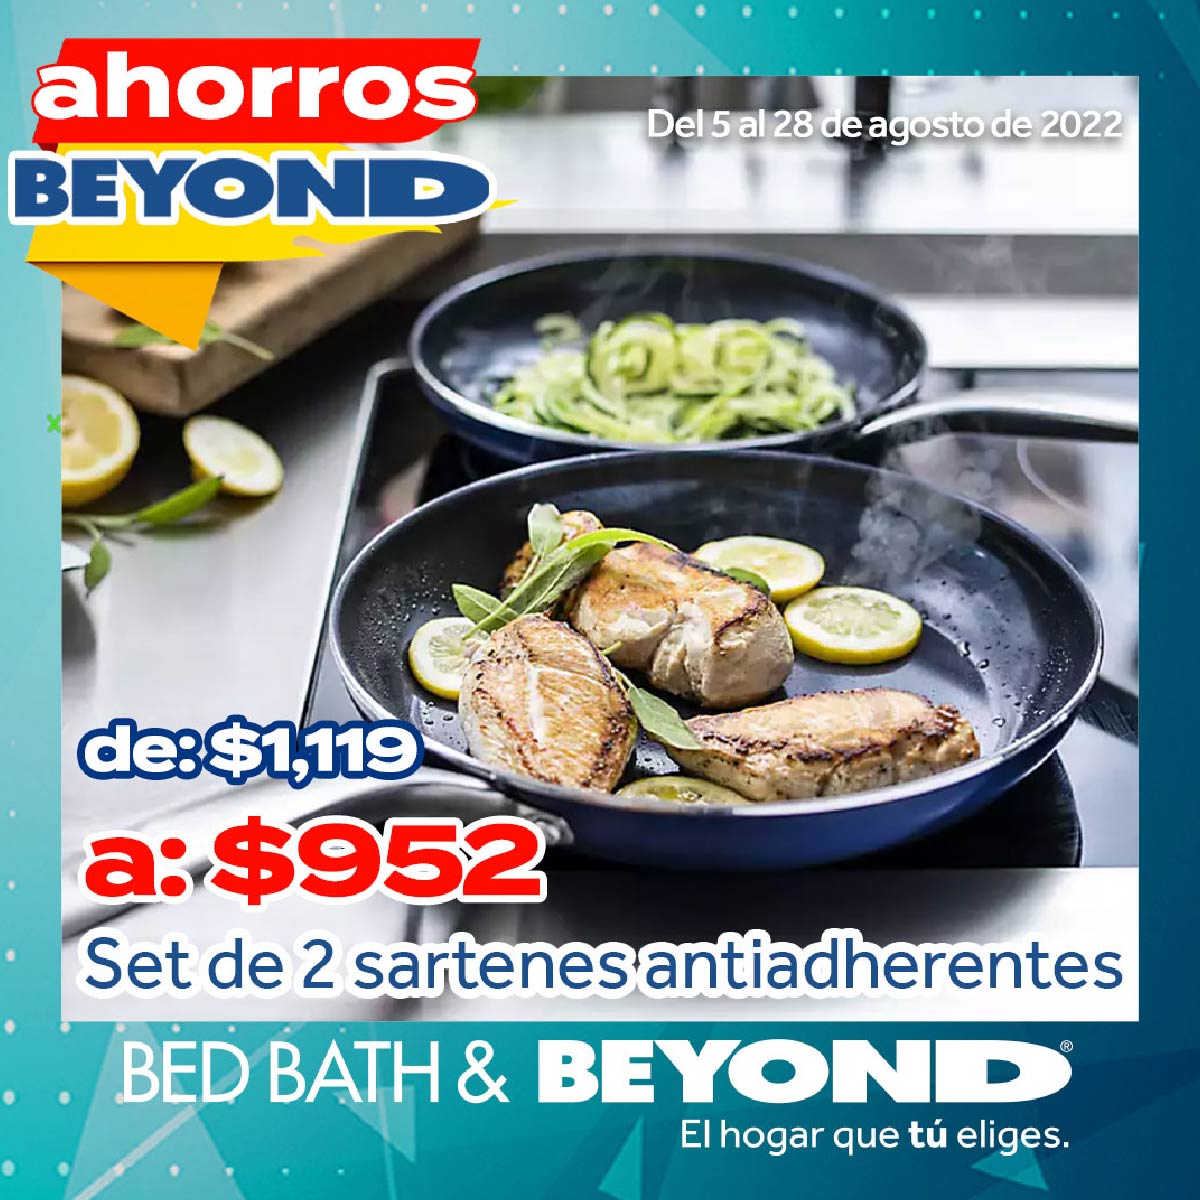 ahorros
BEYOND
Del 5 al 28 de agosto de 2022
de: $1,119
a: $952
Set de 2 sartenes antiadherentes
BED BATH & BEYOND®
El hogar que tú eliges.